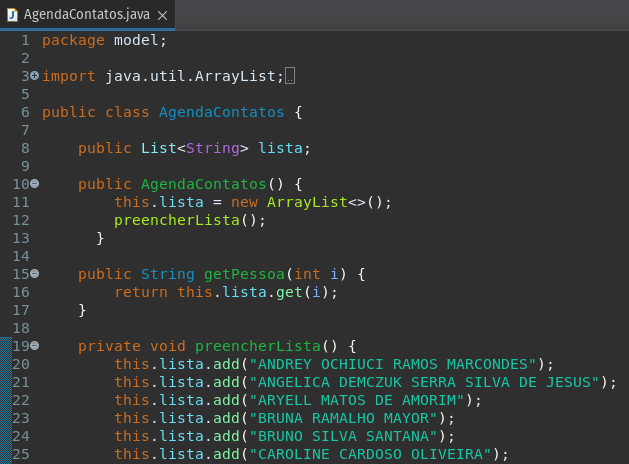 AgendaContatos.java
1 package model;
2
3 import java.util.ArrayList;
5
6 public class AgendaContatos {
7
8 public List<String> lista;
9
10 public AgendaContatos() {
11 this.lista = new ArrayList<>();
12 preencherLista();
13 }
14
15 public String getPessoa(int i) {
16 return this.lista.get(i);
17 }
18
19 private void preencherLista() {
20 this.lista.add("ANDREY OCHIUCI RAMOS MARCONDES");
21 this.lista.add("ANGELICA DEMCZUK SERRA SILVA DE JESUS");
22 this.lista.add("ARYELL MATOS DE AMORIM");
23 this.lista.add("BRUNA RAMALHO MAYOR");
24 this.lista.add("BRUNO SILVA SANTANA");
25 this.lista.add("CAROLINE CARDOSO OLIVEIRA");